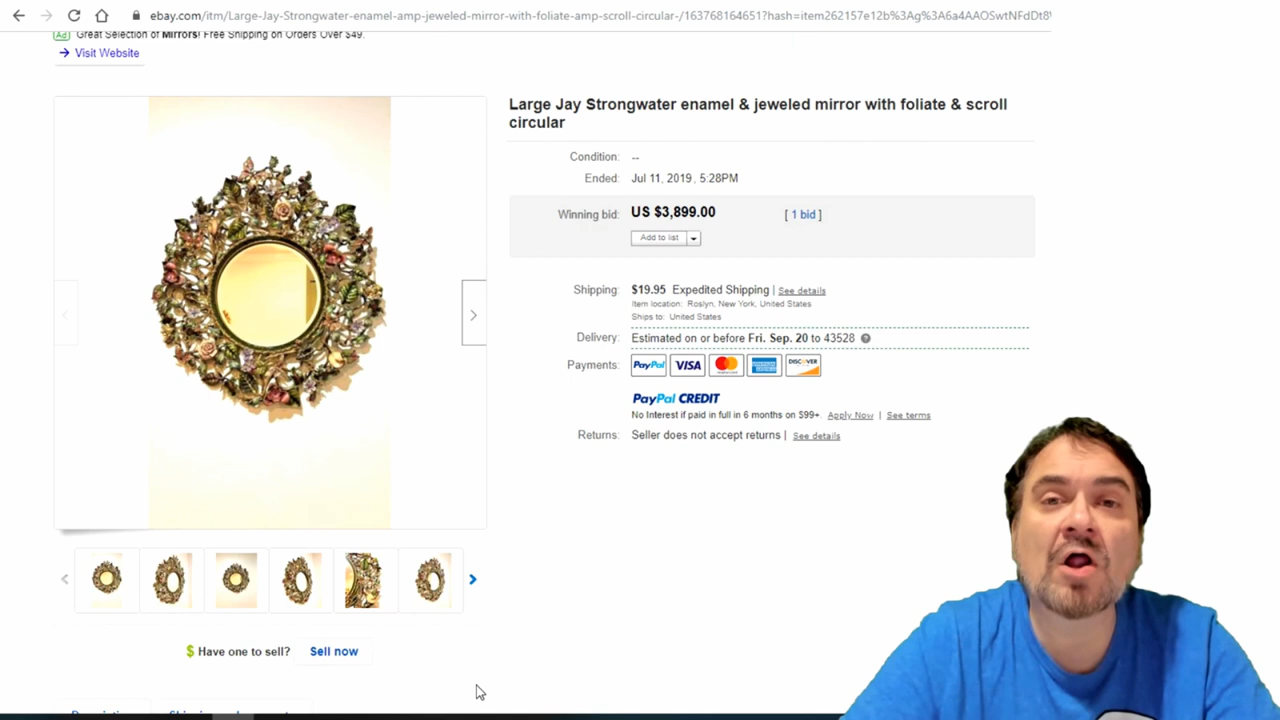 ebay.com/itm/Large-Jay-Strongwater-enamel-amp-jeweled-mirror-with-foliate-amp-scroll-circular-/163768164651?hash=item262157e12b%3Ag%3A6a4AAOSwtNFdDt8
Ad Great Selection of Mirrors! Free Shipping on Orders Over $49.
→ Visit Website
Large Jay Strongwater enamel & jeweled mirror with foliate & scroll
circular
Condition: --
Ended: Jul 11, 2019 , 5:28PM
Winning bid: US $3,899.00 [ 1 bid ]
Add to list
Shipping: $19.95 Expedited Shipping | See details
Item location: Roslyn, New York, United States
Ships to: United States
Delivery: Estimated on or before Fri. Sep. 20 to 43528
Payments: PayPal VISA MasterCard AMERICAN EXPRESS DISCOVER
PayPal CREDIT
No Interest if paid in full in 6 months on $99+. Apply Now | See terms
Returns: Seller does not accept returns | See details
$ Have one to sell? Sell now